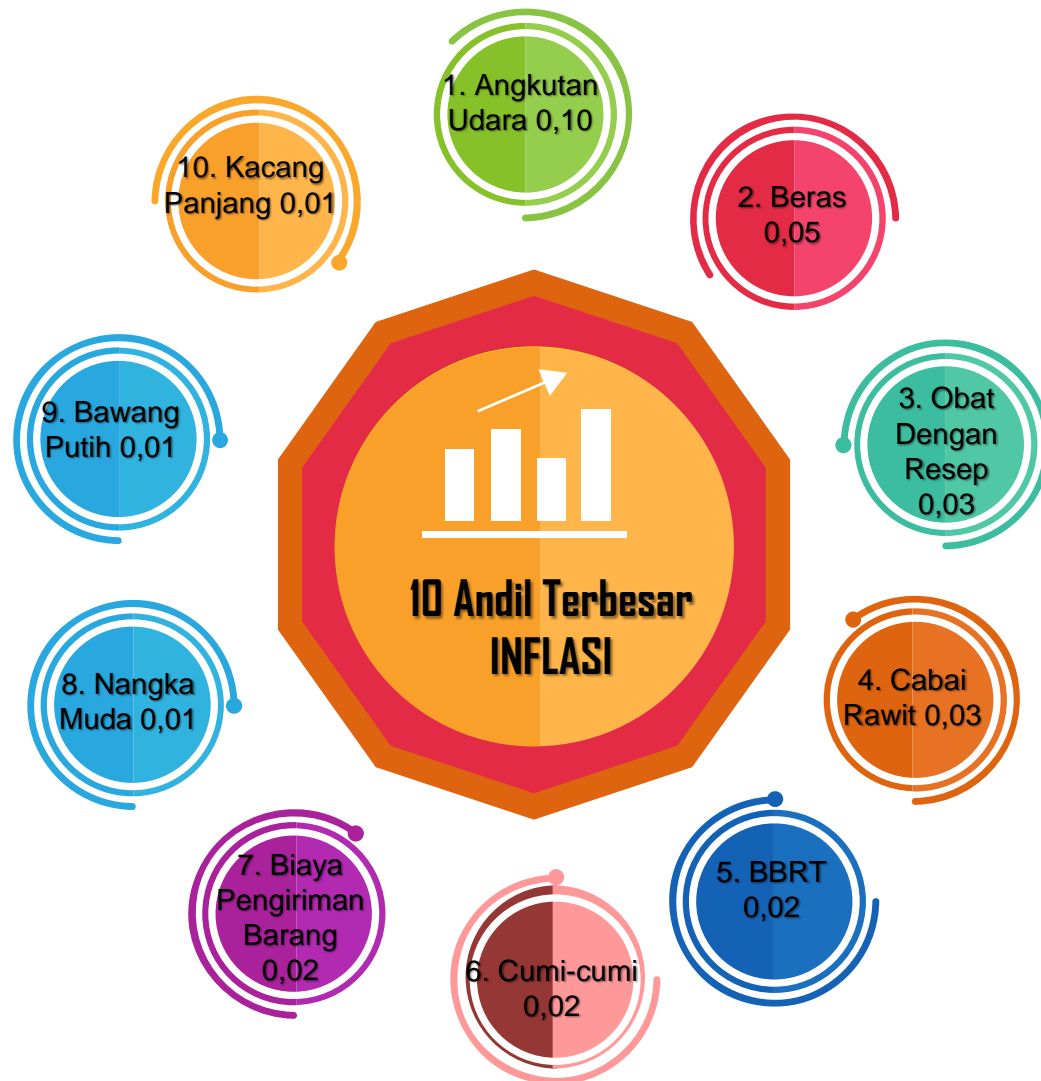 10 Andil Terbesar
INFLASI
1. Angkutan
Udara 0,10
2. Beras
0,05
3. Obat
Dengan
Resep
0,03
4. Cabai
Rawit 0,03
5. BBRT
0,02
6. Cumi-cumi
0,02
7. Biaya
Pengiriman
Barang
0,02
8. Nangka
Muda 0,01
9. Bawang
Putih 0,01
10. Kacang
Panjang 0,01